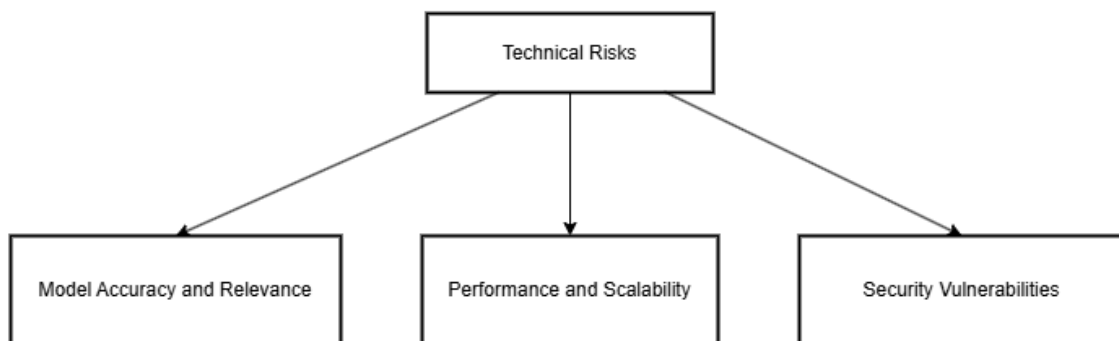 Technical Risks
Model Accuracy and Relevance
Performance and Scalability
Security Vulnerabilities